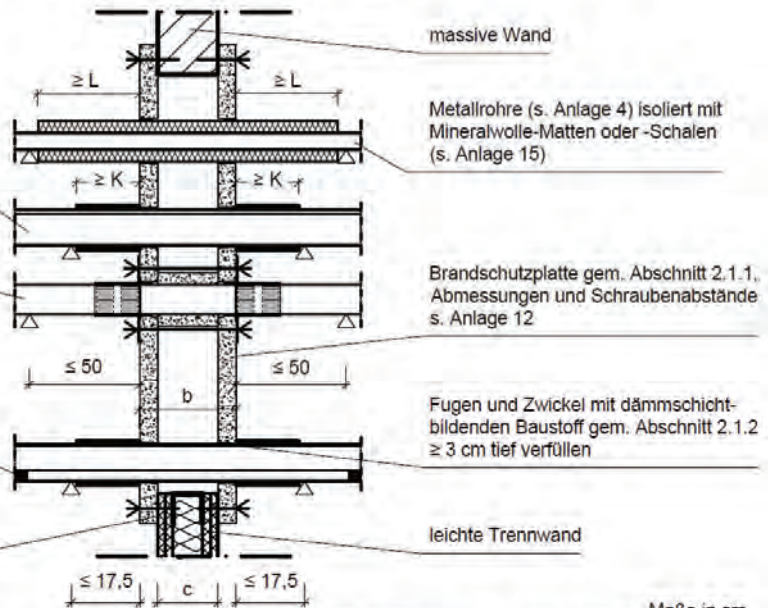 massive Wand
≥ L
≥ L
Metallrohre (s. Anlage 4) isoliert mit
Mineralwolle-Matten oder -Schalen
(s. Anlage 15)
≥ K
≥ K
Brandschutzplatte gem. Abschnitt 2.1.1,
Abmessungen und Schraubenabstände
s. Anlage 12
≤ 50
≤ 50
b
Fugen und Zwickel mit dämmschicht-
bildenden Baustoff gem. Abschnitt 2.1.2
≥ 3 cm tief verfüllen
leichte Trennwand
≤ 17,5
c
≤ 17,5
Maße in cm